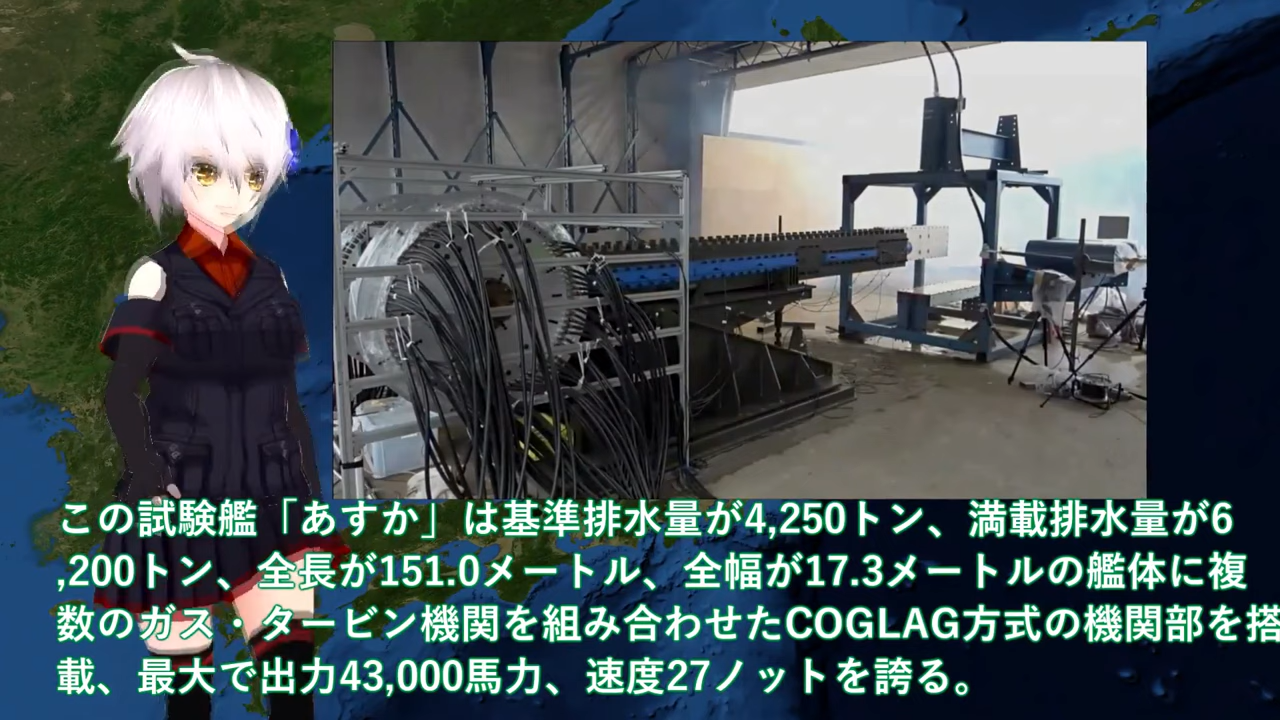 この試験艦「あすか」は基準排水量が4,250トン、満載排水量が6
,200トン、全長が151.0メートル、全幅が17.3メートルの艦体に複
数のガス・タービン機関を組み合わせたCOGLAG方式の機関部を搭
載、最大で出力43,000馬力、速度27ノットを誇る。